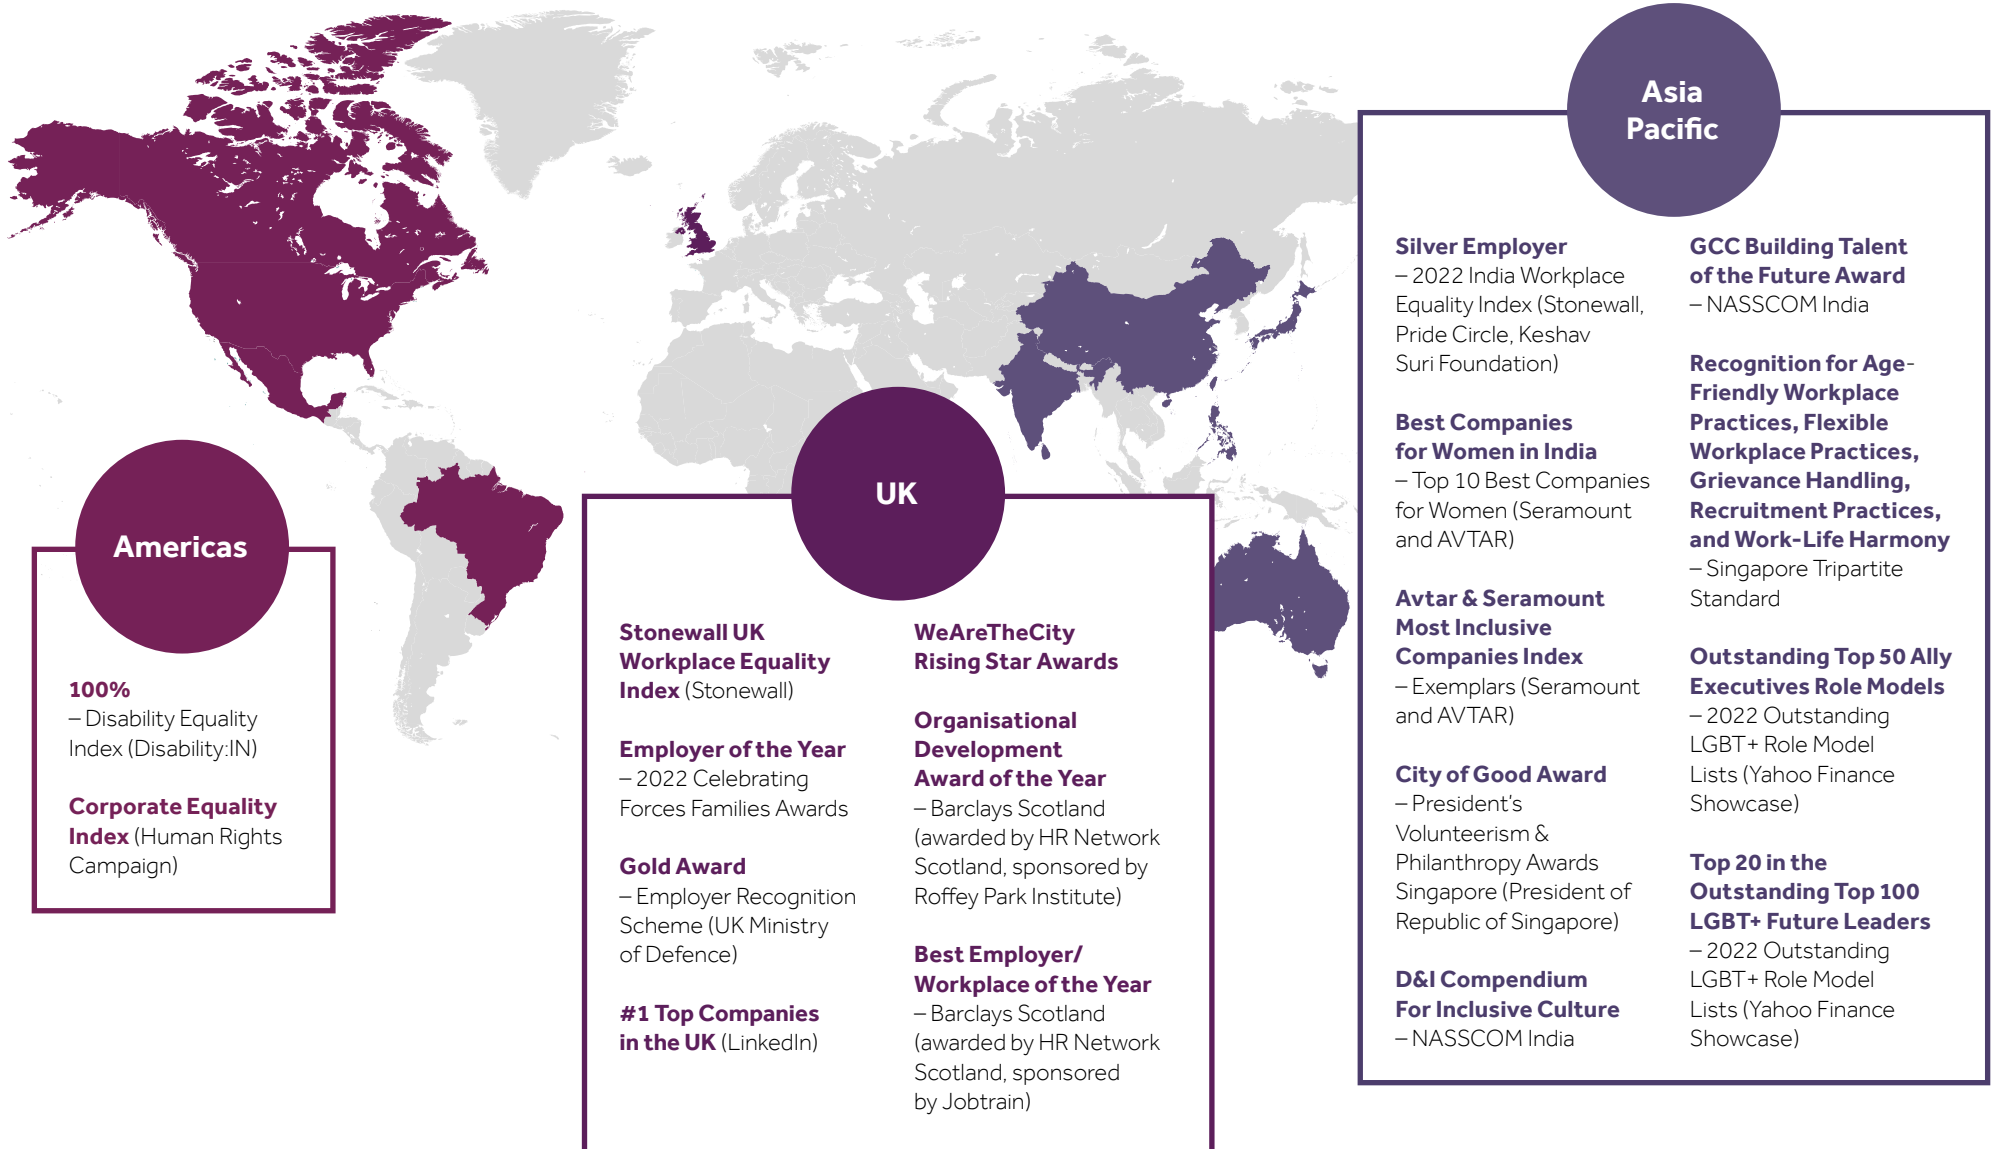 Americas
100%
– Disability Equality
Index (Disability:IN)
Corporate Equality
Index (Human Rights
Campaign)
UK
Stonewall UK
Workplace Equality
Index (Stonewall)
Employer of the Year
– 2022 Celebrating
Forces Families Awards
Gold Award
– Employer Recognition
Scheme (UK Ministry
of Defence)
#1 Top Companies
in the UK (LinkedIn)
WeAreTheCity
Rising Star Awards
Organisational
Development
Award of the Year
– Barclays Scotland
(awarded by HR Network
Scotland, sponsored by
Roffey Park Institute)
Best Employer/
Workplace of the Year
– Barclays Scotland
(awarded by HR Network
Scotland, sponsored
by Jobtrain)
Asia
Pacific
Silver Employer
– 2022 India Workplace
Equality Index (Stonewall,
Pride Circle, Keshav
Suri Foundation)
Best Companies
for Women in India
– Top 10 Best Companies
for Women (Seramount
and AVTAR)
Avtar & Seramount
Most Inclusive
Companies Index
– Exemplars (Seramount
and AVTAR)
City of Good Award
– President's
Volunteerism &
Philanthropy Awards
Singapore (President of
Republic of Singapore)
D&I Compendium
For Inclusive Culture
– NASSCOM India
GCC Building Talent
of the Future Award
– NASSCOM India
Recognition for Age-
Friendly Workplace
Practices, Flexible
Workplace Practices,
Grievance Handling,
Recruitment Practices,
and Work-Life Harmony
– Singapore Tripartite
Standard
Outstanding Top 50 Ally
Executives Role Models
– 2022 Outstanding
LGBT+ Role Model
Lists (Yahoo Finance
Showcase)
Top 20 in the
Outstanding Top 100
LGBT+ Future Leaders
– 2022 Outstanding
LGBT+ Role Model
Lists (Yahoo Finance
Showcase)